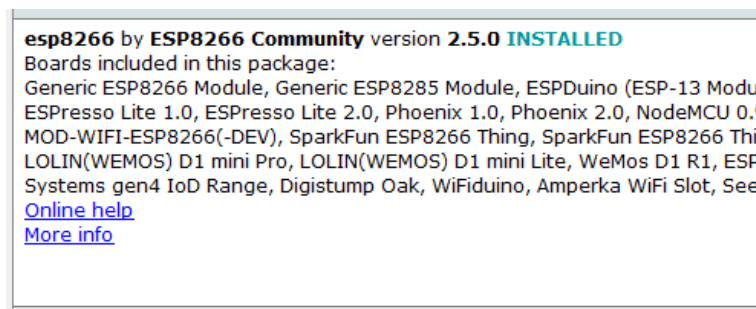 esp8266 by ESP8266 Community version 2.5.0 INSTALLED
Boards included in this package:
Generic ESP8266 Module, Generic ESP8285 Module, ESPDuino (ESP-13
ESPresso Lite 1.0, ESPresso Lite 2.0, Phoenix 1.0, Phoenix 2.0, NodeMCU
MOD-WIFI-ESP8266(-DEV), SparkFun ESP8266 Thing, SparkFun ESP8266
LOLIN(WEMOS) D1 mini Pro, LOLIN(WEMOS) D1 mini Lite, WeMos D1 R1,
Systems gen4 IoD Range, Digistump Oak, WiFiduino, Amperka WiFi Slot,
Online help
More info